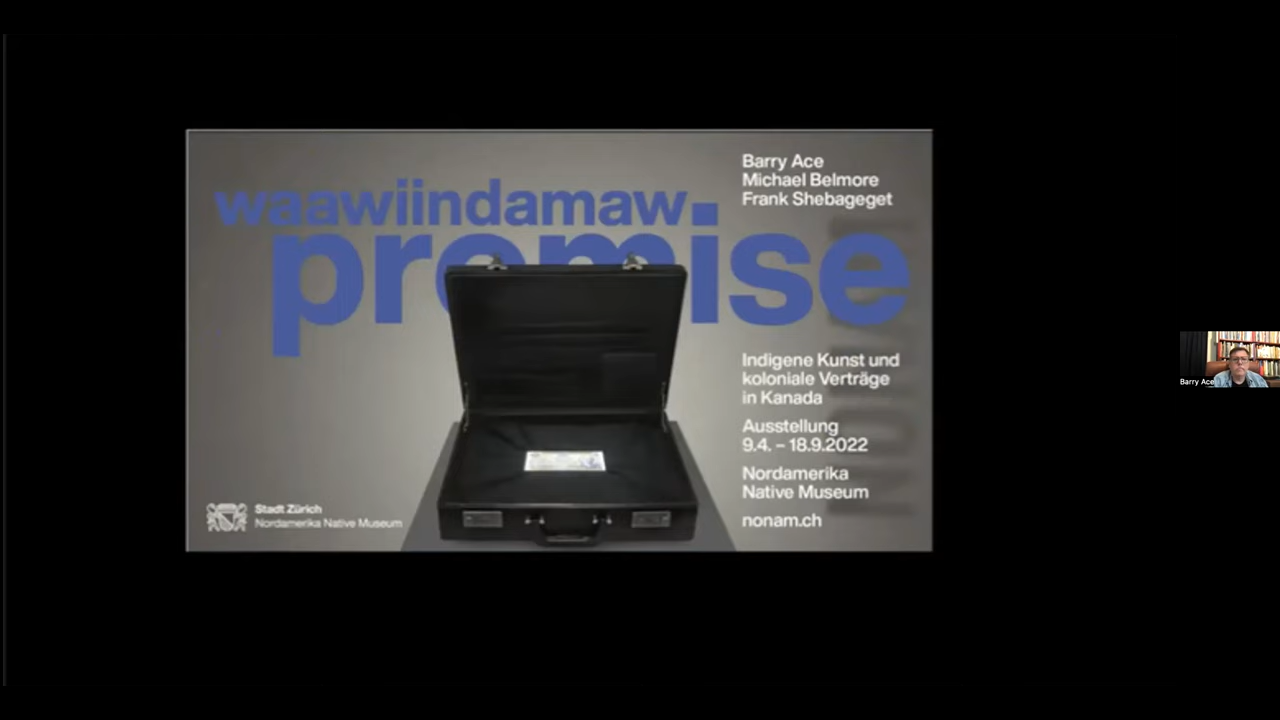 waawiindamaw
promise
Barry Ace
Michael Belmore
Frank Shebageget
Indigene Kunst und
koloniale Verträge
in Kanada
Ausstellung
9.4. – 18.9.2022
Nordamerika
Native Museum
nonam.ch
Stadt Zürich
Nordamerika Native Museum
Barry Ace